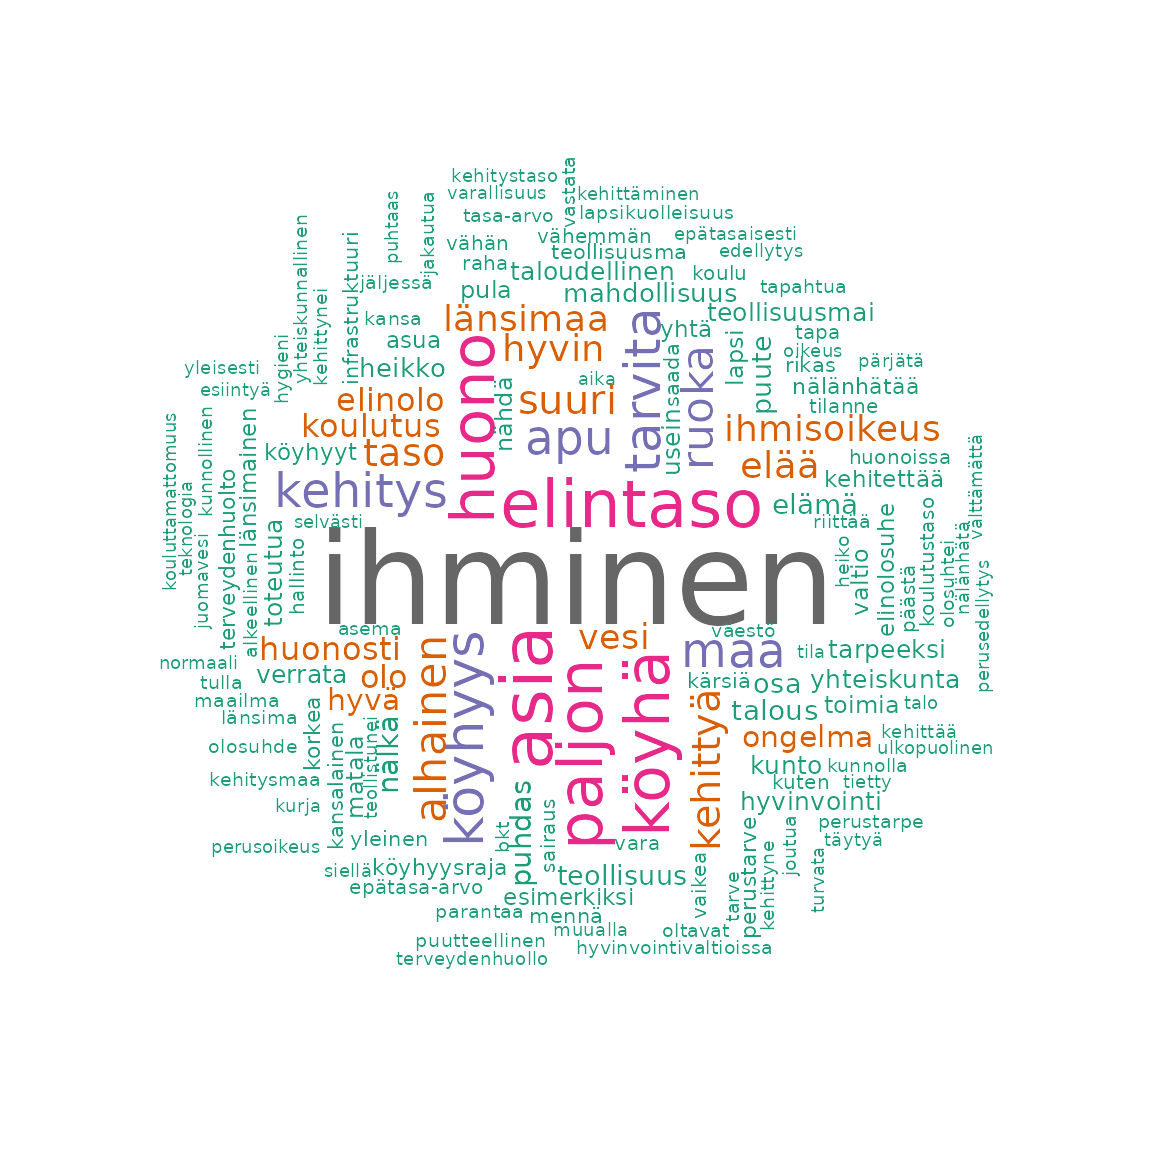 kehitystaso
vastata
varallisuus
kehittäminen
puhtaas
jakautua
tasa-arvo
lapsikuolleisuus
yhteiskunnallinen
infrastruktuuri
vähän
vähemmän
epätasaisesti
teollisuusma
edellytys
raha
taloudellinen
koulu
jäljessä
pula
mahdollisuus
tapahtua
kehittynei
kansa
länsimaa
tarvita
yhtä
teollisuusmai
hygieni
asua
huono
hyvin
ruoka
lapsi
puute
tapa
oikeus
yleisesti
heikko
aika
useinsaada
rikas
pärjätä
esiintyä
elinolo
nähdä
suuri
nälänhätää
tilanne
kouluttamattomuus
kunnollinen
länsimainen
koulutus
apu
ihmisoikeus
välttämättä
köyhyyt
taso
elää
huonoissa
teknologia
terveydenhuolto
kehitys
elintaso
kehitettää
elämä
juomavesi
toteutua
selvästi
riittää
elinolosuhe
koulutustaso
alkeellinen
hallinto
ihminen
heiko
valtio
päästä
olosuhtei
nälänhätä
perusedellytys
asema
vesi
väestö
normaali
huonosti
alhainen
köyhyys
asia
paljon
köyhä
maa
tila
tarpeeksi
tulla
verrata
olo
kärsiä
osa
yhteiskunta
maailma
hyvä
kehittyä
talous
toimia
talo
länsima
korkea
olosuhde
kansalainen
matala
teollistunei
nälkä
ongelma
kehittää
ulkopuolinen
kehitysmaa
kunto
kunnolla
kuten
tietty
kurja
puhdas
sairaus
hyvinvointi
perusoikeus
yleinen
bkt
vara
perustarve
joutua
perustarpe
täytyä
siellä
köyhyysraja
teollisuus
vaikea
tarve
kehittyne
turvata
epätasa-arvo
esimerkiksi
parantaa
mennä
muualla
oltavat
puutteellinen
hyvinvointivaltioissa
terveydenhuollo